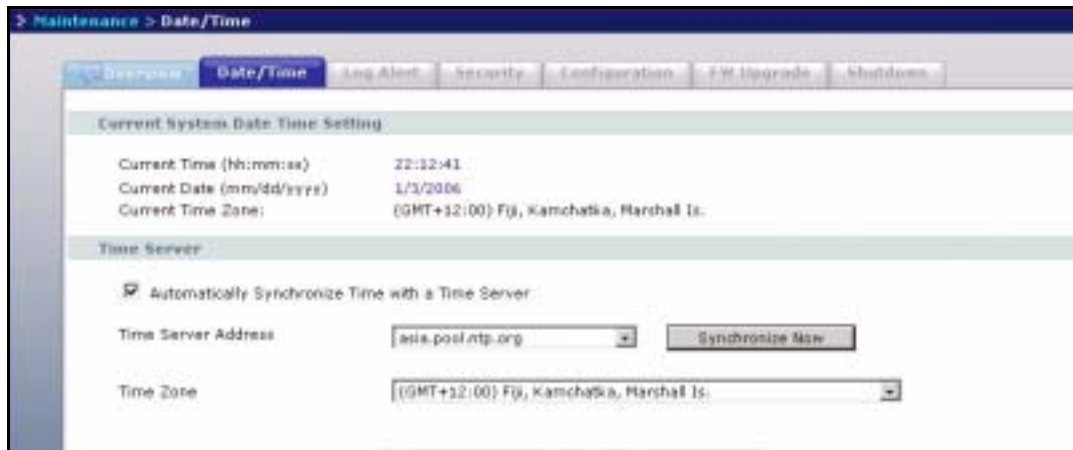 > Maintenance > Date/Time
Overview Date/Time Log Alert Security Configuration FW Upgrade Shutdown
Current System Date Time Setting
Current Time (hh:mm:ss) 22:12:41
Current Date (mm/dd/yyyy) 1/3/2006
Current Time Zone: (GMT+12:00) Fiji, Kamchatka, Marshall Is.
Time Server
Automatically Synchronize Time with a Time Server
Time Server Address asia.pool.ntp.org Synchronize Now
Time Zone (GMT+12:00) Fiji, Kamchatka, Marshall Is.